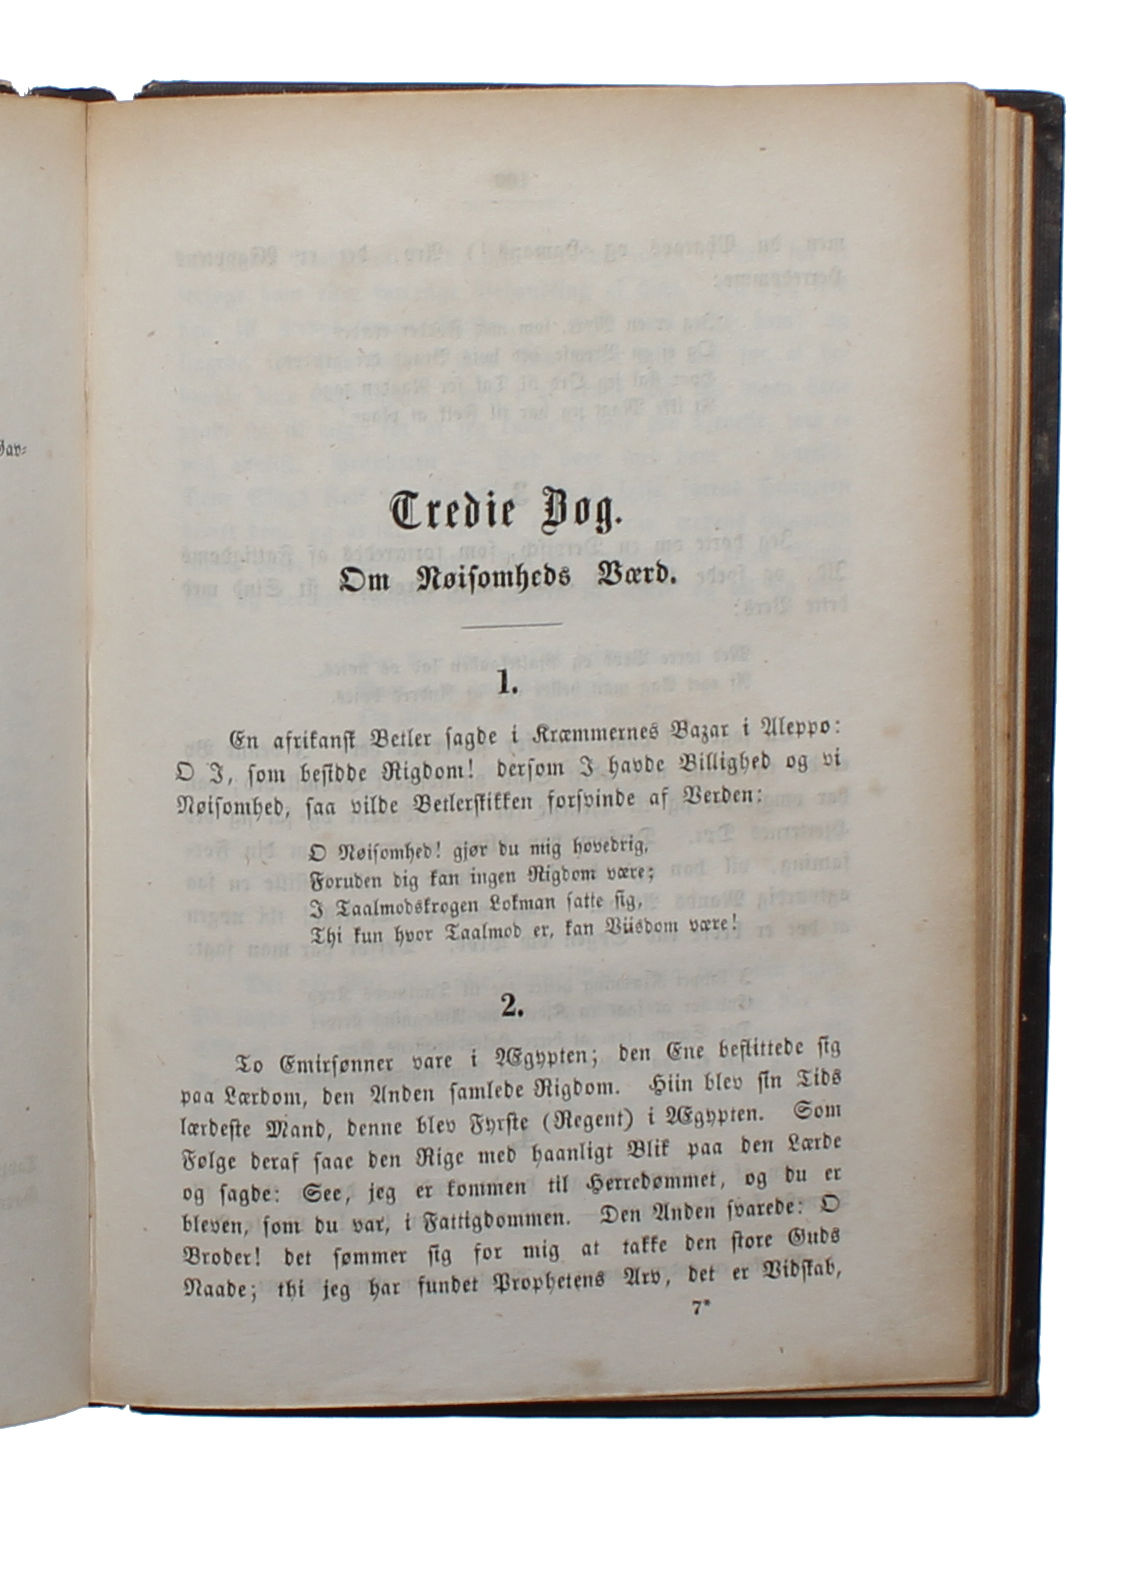 Tredie Bog.
Om Nøisomheds Værd.
1.
En afrikansk Betler sagde i Kræmmernes Bazar i Aleppo:
O I, som besidde Rigdom! dersom I havde Billighed og vi
Nøisomhed, saa vilde Betlerskikken forsvinde af Verden:
O Nøisomhed! gjør du mig hovedrig,
Foruden dig kan ingen Rigdom være;
I Taalmodskrogen Lokman satte sig,
Thi kun hvor Taalmod er, kan Viisdom være!
2.
To Emirsønner vare i Ægypten; den Ene beflittede sig
paa Lærdom, den Anden samlede Rigdom. Hiin blev sin Tids
lærdeste Mand, denne blev Fyrste (Regent) i Ægypten. Som
Følge deraf saae den Rige med haanligt Blik paa den Lærde
og sagde: See, jeg er kommen til Herredømmet, og du er
bleven, som du var, i Fattigdommen. Den Anden svarede: O
Broder! det sømmer sig for mig at takke den store Guds
Naade; thi jeg har fundet Prophetens Arv, det er Vidskab,
7*